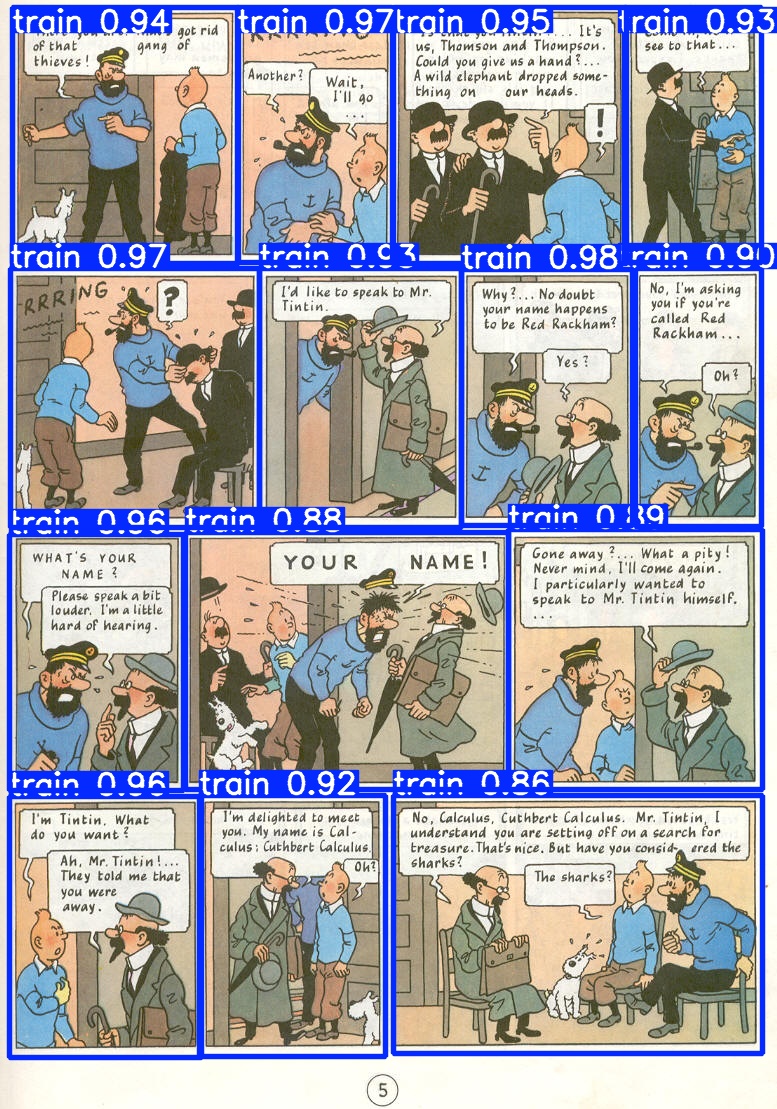 train 0.94
got rid
of that gang of
thieves!
train 0.97
Another?
Wait,
I'll go
...
train 0.95
It's
us, Thomson and Thompson.
Could you give us a hand?...
A wild elephant dropped some-
thing on our heads.
!
train 0.93
see to that...
train 0.97
RRRING
?
train 0.93
I'd like to speak to Mr.
Tintin.
train 0.98
Why?... No doubt
your name happens
to be Red Rackham?
Yes?
train 0.90
No, I'm asking
you if you're
called Red
Rackham...
Oh?
train 0.96
WHAT'S YOUR
NAME?
Please speak a bit
louder. I'm a little
hard of hearing.
train 0.88
YOUR NAME!
train 0.89
Gone away?... What a pity!
Never mind, I'll come again.
I particularly wanted to
speak to Mr. Tintin himself.
...
train 0.96
I'm Tintin. What
do you want?
Ah, Mr. Tintin!...
They told me that
you were
away.
train 0.92
I'm delighted to meet
you. My name is Cal-
culus: Cuthbert Calculus.
Oh?
train 0.86
No, Calculus, Cuthbert Calculus. Mr. Tintin, I
understand you are setting off on a search for
treasure. That's nice. But have you consid- ered the
sharks?
The sharks?
5